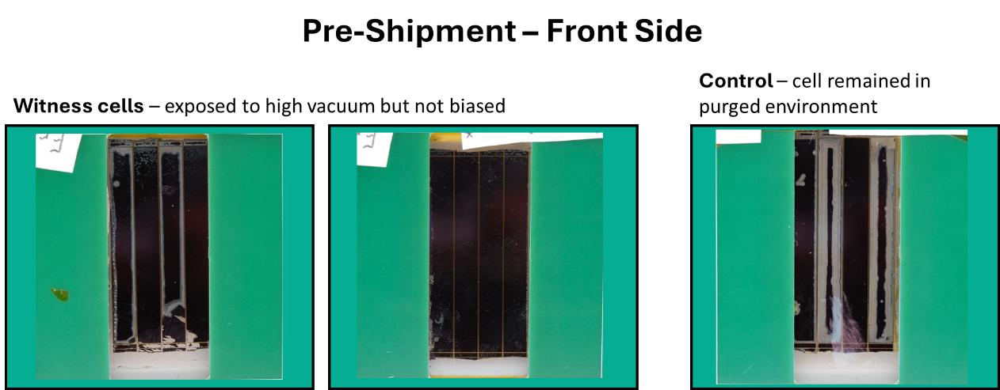 Pre-Shipment – Front Side
Control – cell remained in
purged environment
Witness cells – exposed to high vacuum but not biased